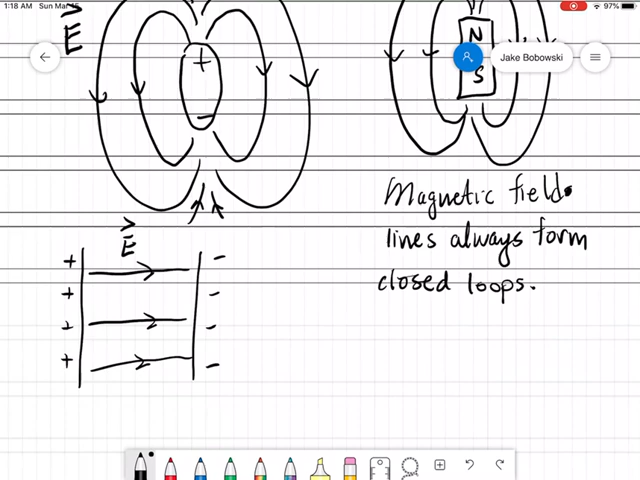 1:18 AM Sun Mar 15
97%
E
+
-
N
S
Jake Bobowski
Magnetic field
lines always form
closed loops.
E
+ -
+ -
+ -
+ -